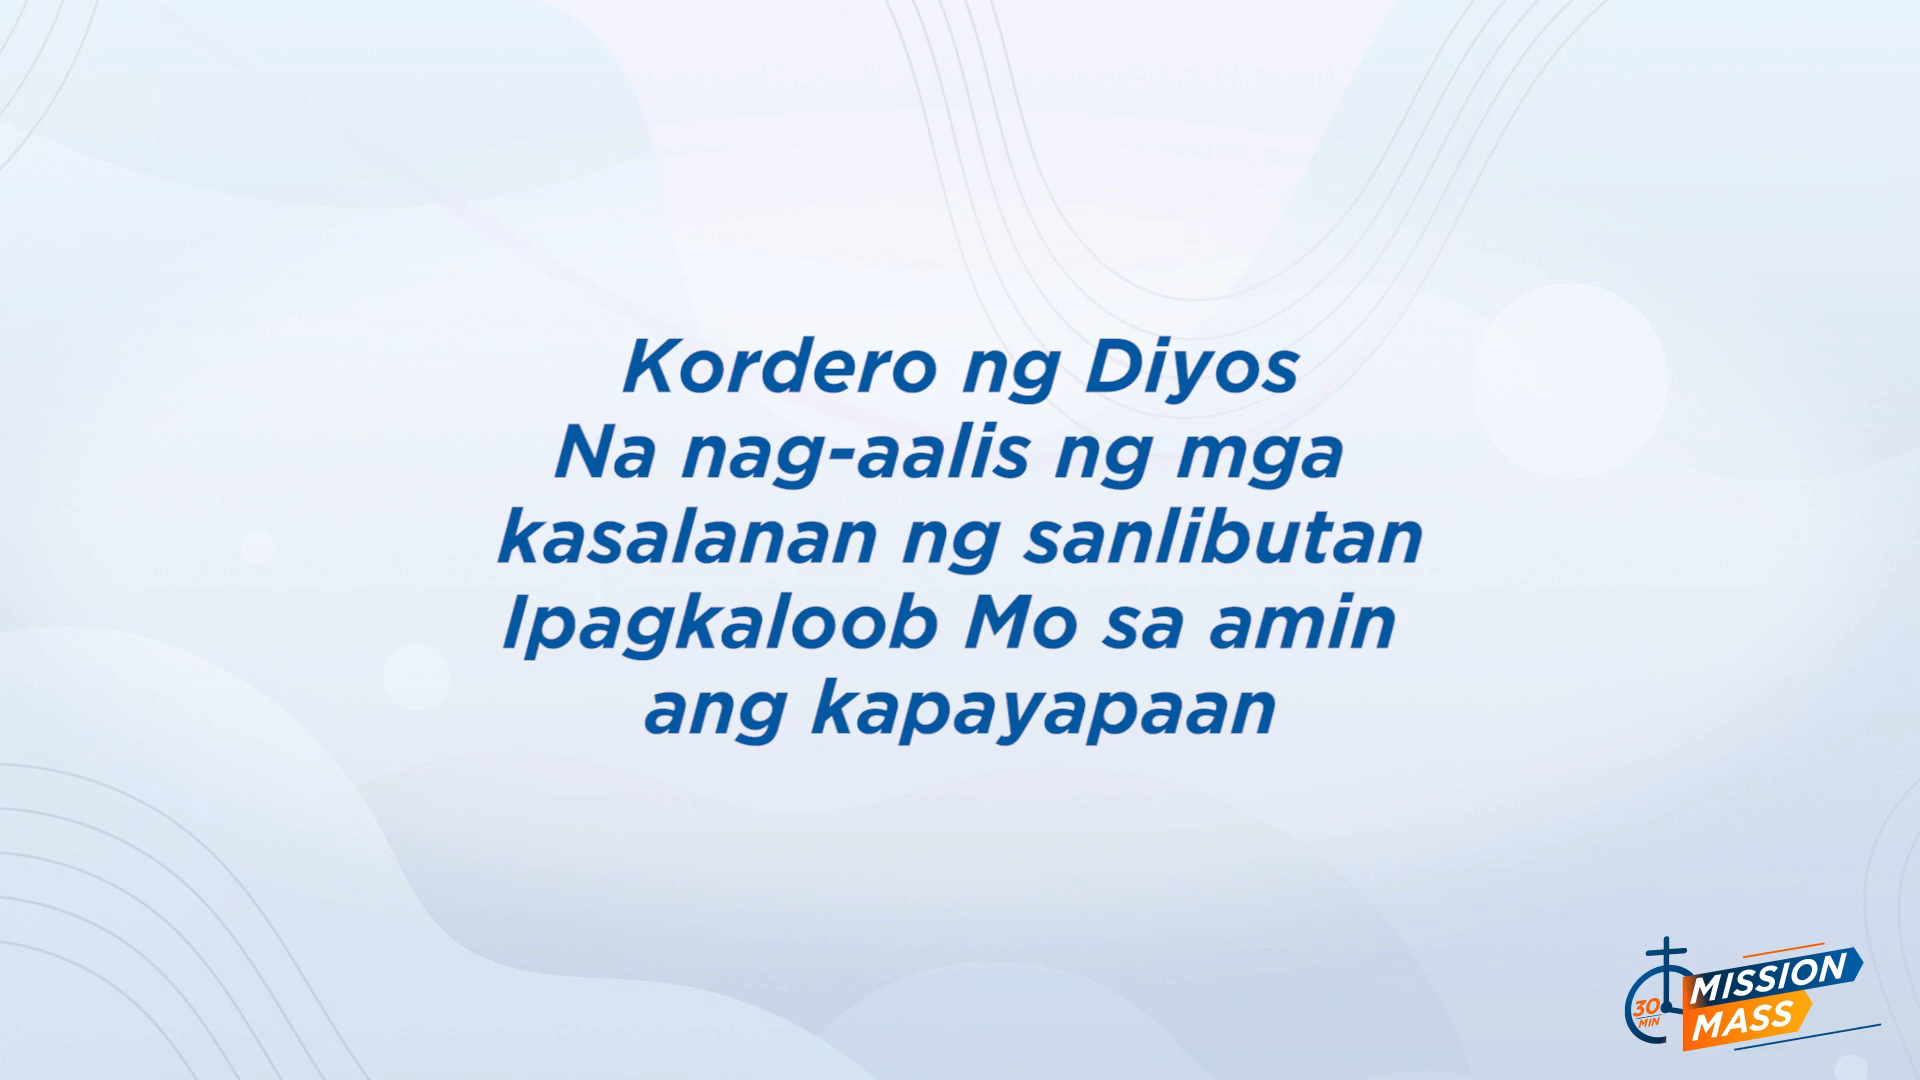 Kordero ng Diyos
Na nag-aalis ng mga
kasalanan ng sanlibutan
Ipagkaloob Mo sa amin
ang kapayapaan
30
MIN
MISSION
MASS